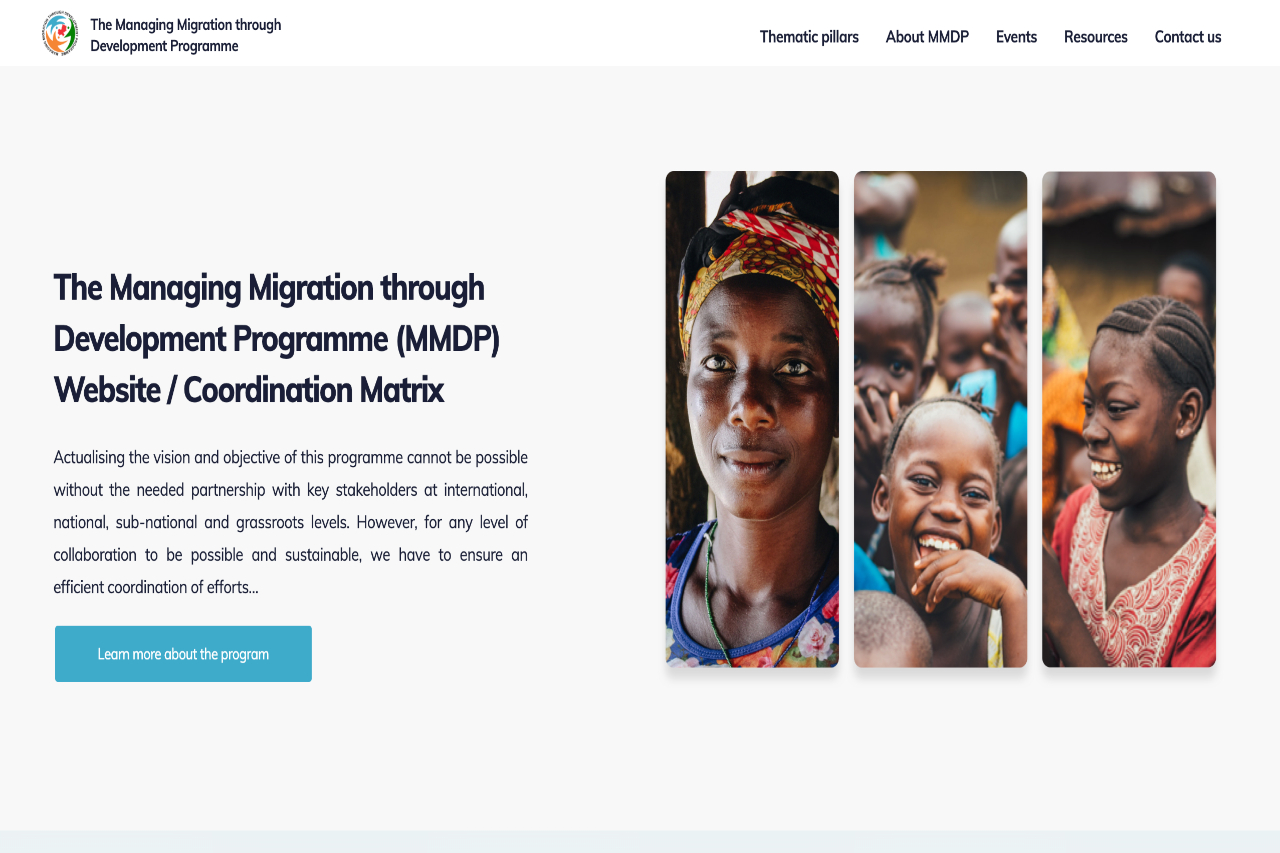 The Managing Migration through
Development Programme
Thematic pillars
About MMDP
Events
Resources
Contact us
The Managing Migration through
Development Programme (MMDP)
Website / Coordination Matrix
Actualising the vision and objective of this programme cannot be possible
without the needed partnership with key stakeholders at international,
national, sub-national and grassroots levels. However, for any level of
collaboration to be possible and sustainable, we have to ensure an
efficient coordination of efforts...
Learn more about the program